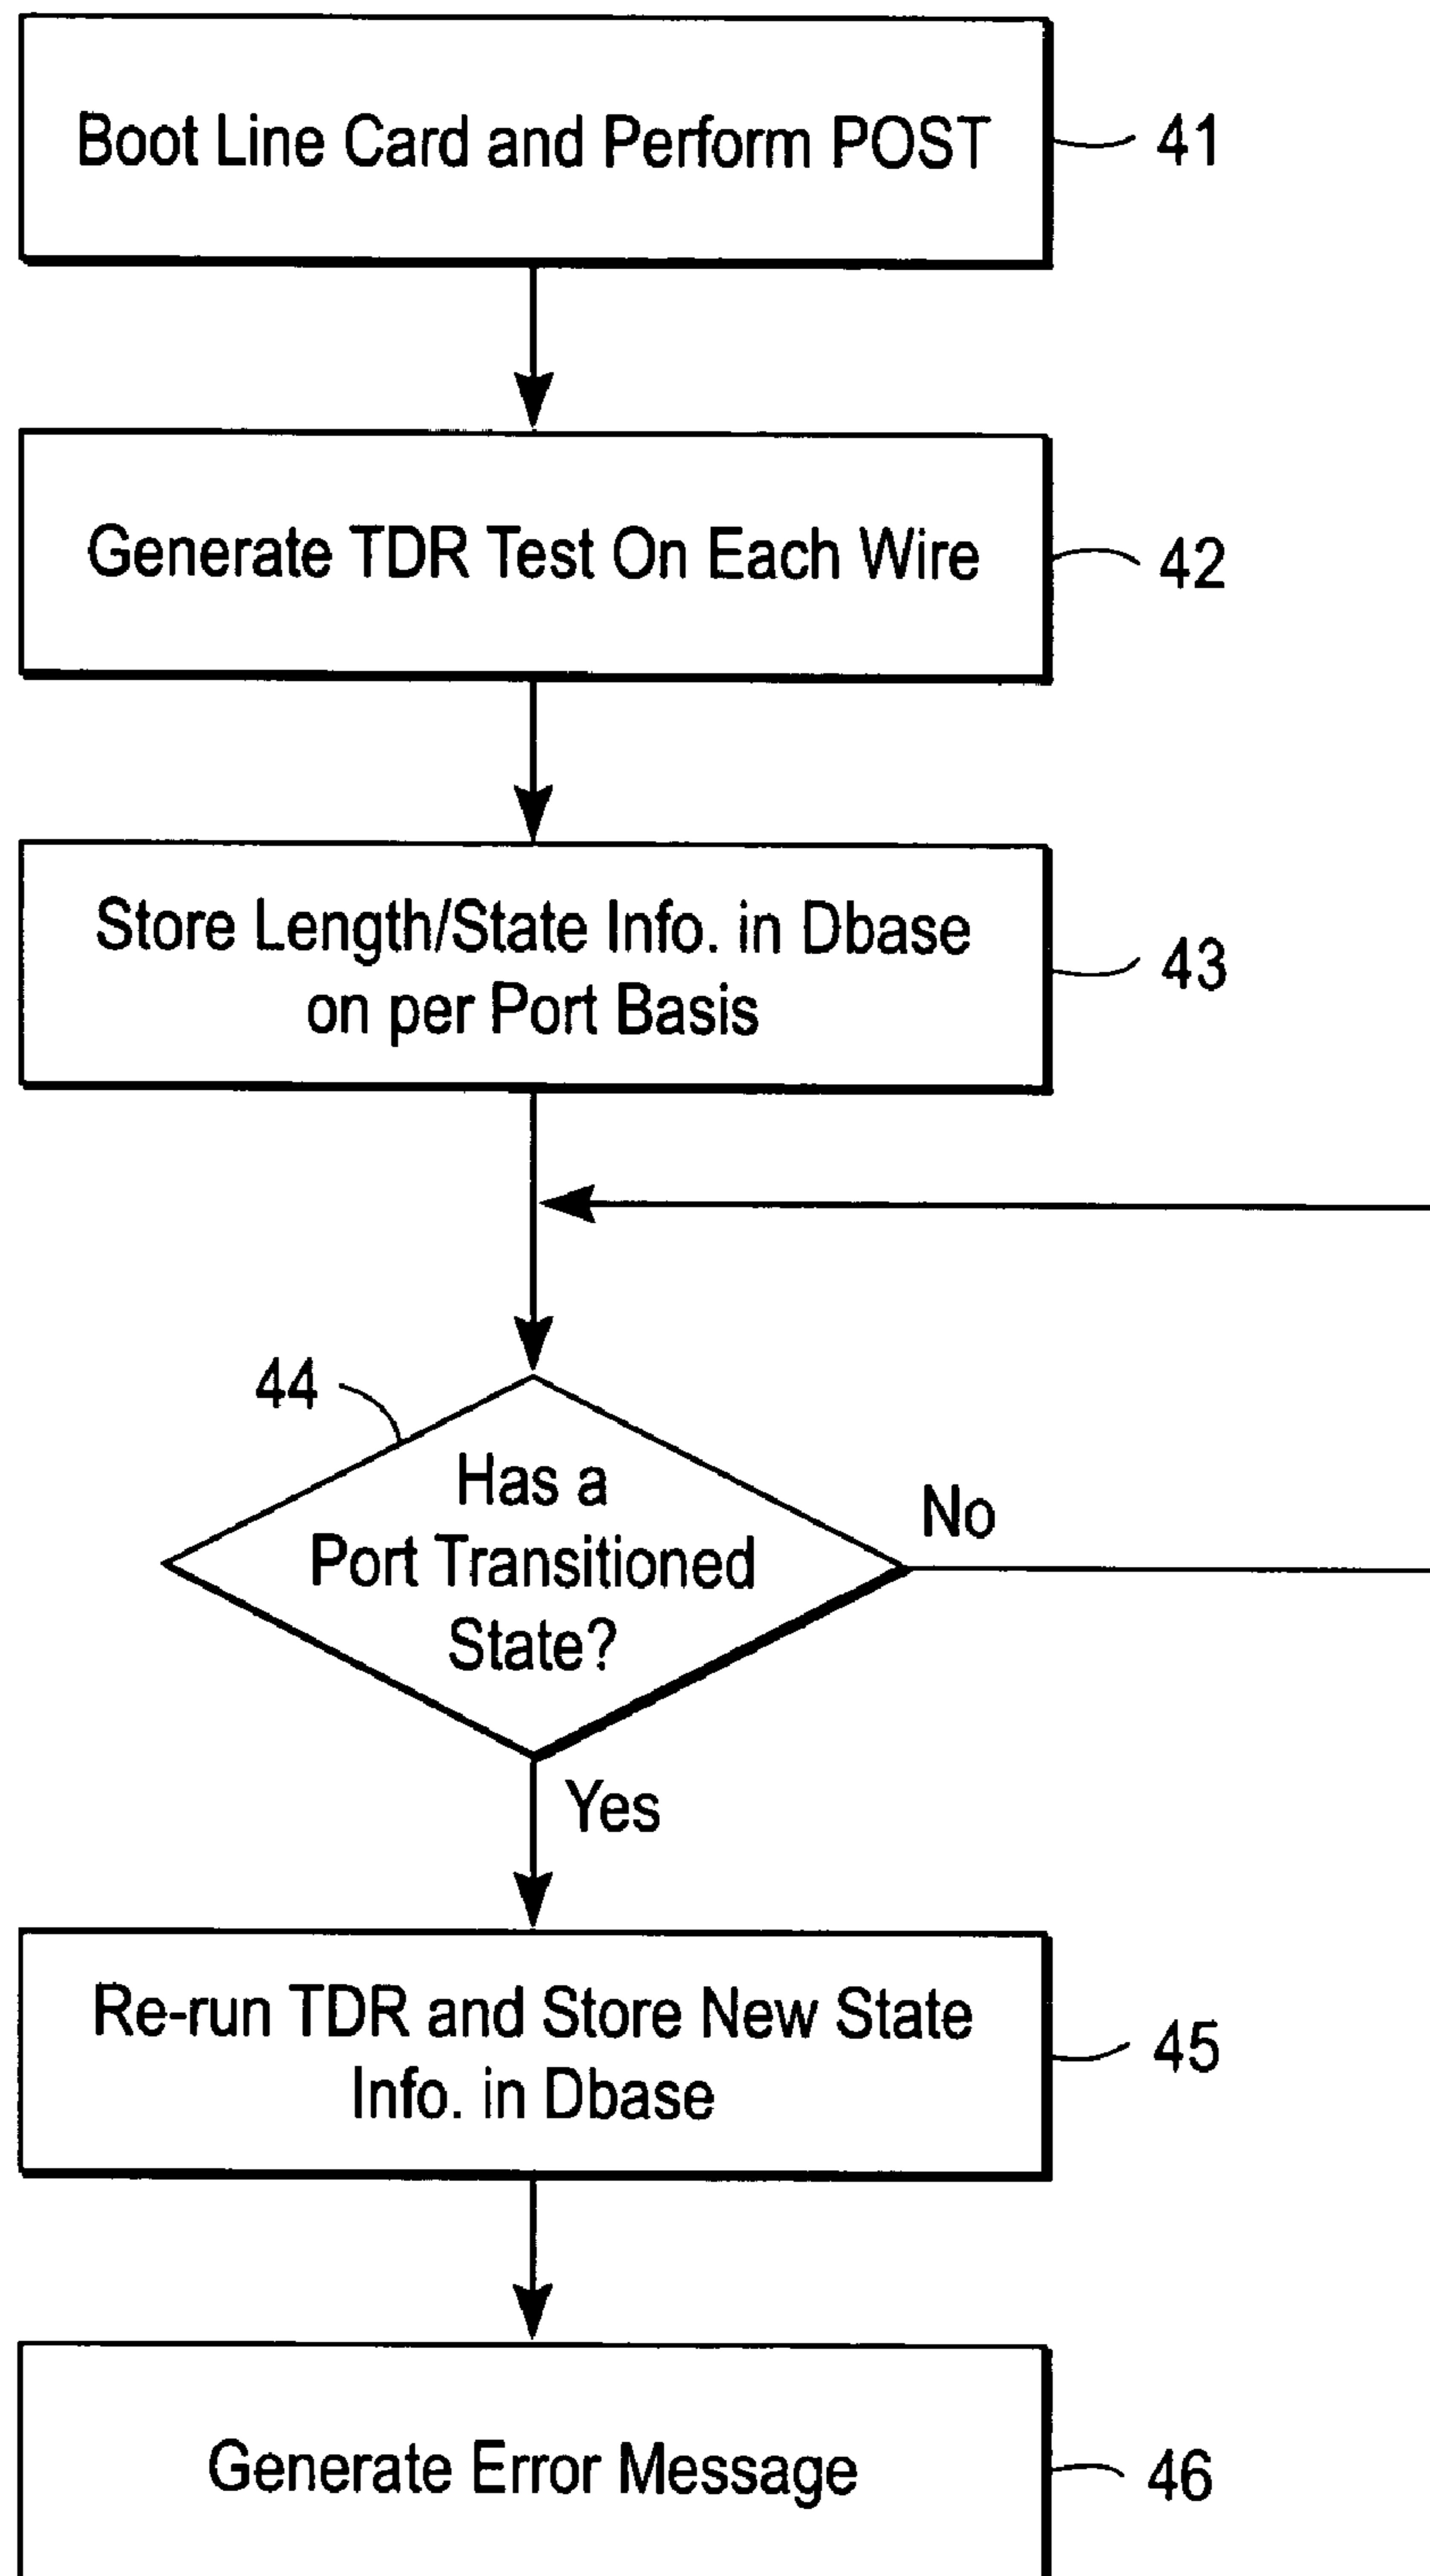 Boot Line Card and Perform POST
41
Generate TDR Test On Each Wire
42
Store Length/State Info. in Dbase
on per Port Basis
43
44
Has a
Port Transitioned
State?
No
Yes
Re-run TDR and Store New State
Info. in Dbase
45
Generate Error Message
46